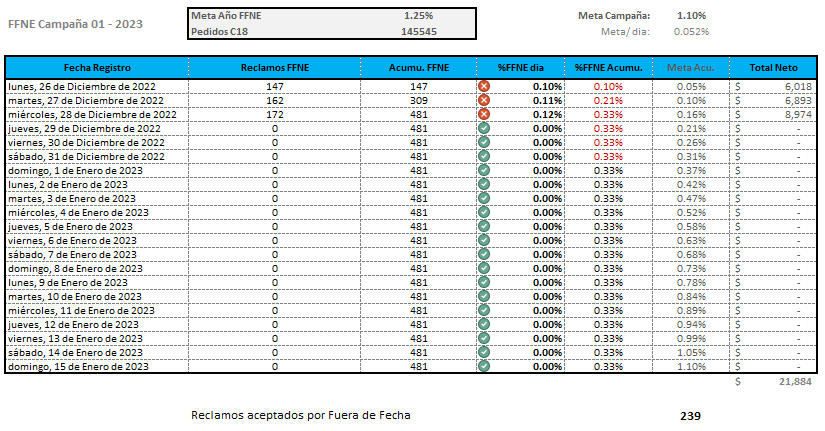 FFNE Campaña 01 - 2023
Meta Año FFNE 1.25%
Pedidos C18 145545
Meta Campaña: 1.10%
Meta/ dia: 0.052%
Fecha Registro Reclamos FFNE Acumu. FFNE %FFNE dia %FFNE Acumu. Meta Acu. Total Neto
lunes, 26 de Diciembre de 2022 147 147 0.10% 0.10% 0.05% $ 6,018
martes, 27 de Diciembre de 2022 162 309 0.11% 0.21% 0.10% $ 6,893
miércoles, 28 de Diciembre de 2022 172 481 0.12% 0.33% 0.16% $ 8,974
jueves, 29 de Diciembre de 2022 0 481 0.00% 0.33% 0.21% $ -
viernes, 30 de Diciembre de 2022 0 481 0.00% 0.33% 0.26% $ -
sábado, 31 de Diciembre de 2022 0 481 0.00% 0.33% 0.31% $ -
domingo, 1 de Enero de 2023 0 481 0.00% 0.33% 0.37% $ -
lunes, 2 de Enero de 2023 0 481 0.00% 0.33% 0.42% $ -
martes, 3 de Enero de 2023 0 481 0.00% 0.33% 0.47% $ -
miércoles, 4 de Enero de 2023 0 481 0.00% 0.33% 0.52% $ -
jueves, 5 de Enero de 2023 0 481 0.00% 0.33% 0.58% $ -
viernes, 6 de Enero de 2023 0 481 0.00% 0.33% 0.63% $ -
sábado, 7 de Enero de 2023 0 481 0.00% 0.33% 0.68% $ -
domingo, 8 de Enero de 2023 0 481 0.00% 0.33% 0.73% $ -
lunes, 9 de Enero de 2023 0 481 0.00% 0.33% 0.78% $ -
martes, 10 de Enero de 2023 0 481 0.00% 0.33% 0.84% $ -
miércoles, 11 de Enero de 2023 0 481 0.00% 0.33% 0.89% $ -
jueves, 12 de Enero de 2023 0 481 0.00% 0.33% 0.94% $ -
viernes, 13 de Enero de 2023 0 481 0.00% 0.33% 0.99% $ -
sábado, 14 de Enero de 2023 0 481 0.00% 0.33% 1.05% $ -
domingo, 15 de Enero de 2023 0 481 0.00% 0.33% 1.10% $ -
$ 21,884
Reclamos aceptados por Fuera de Fecha 239